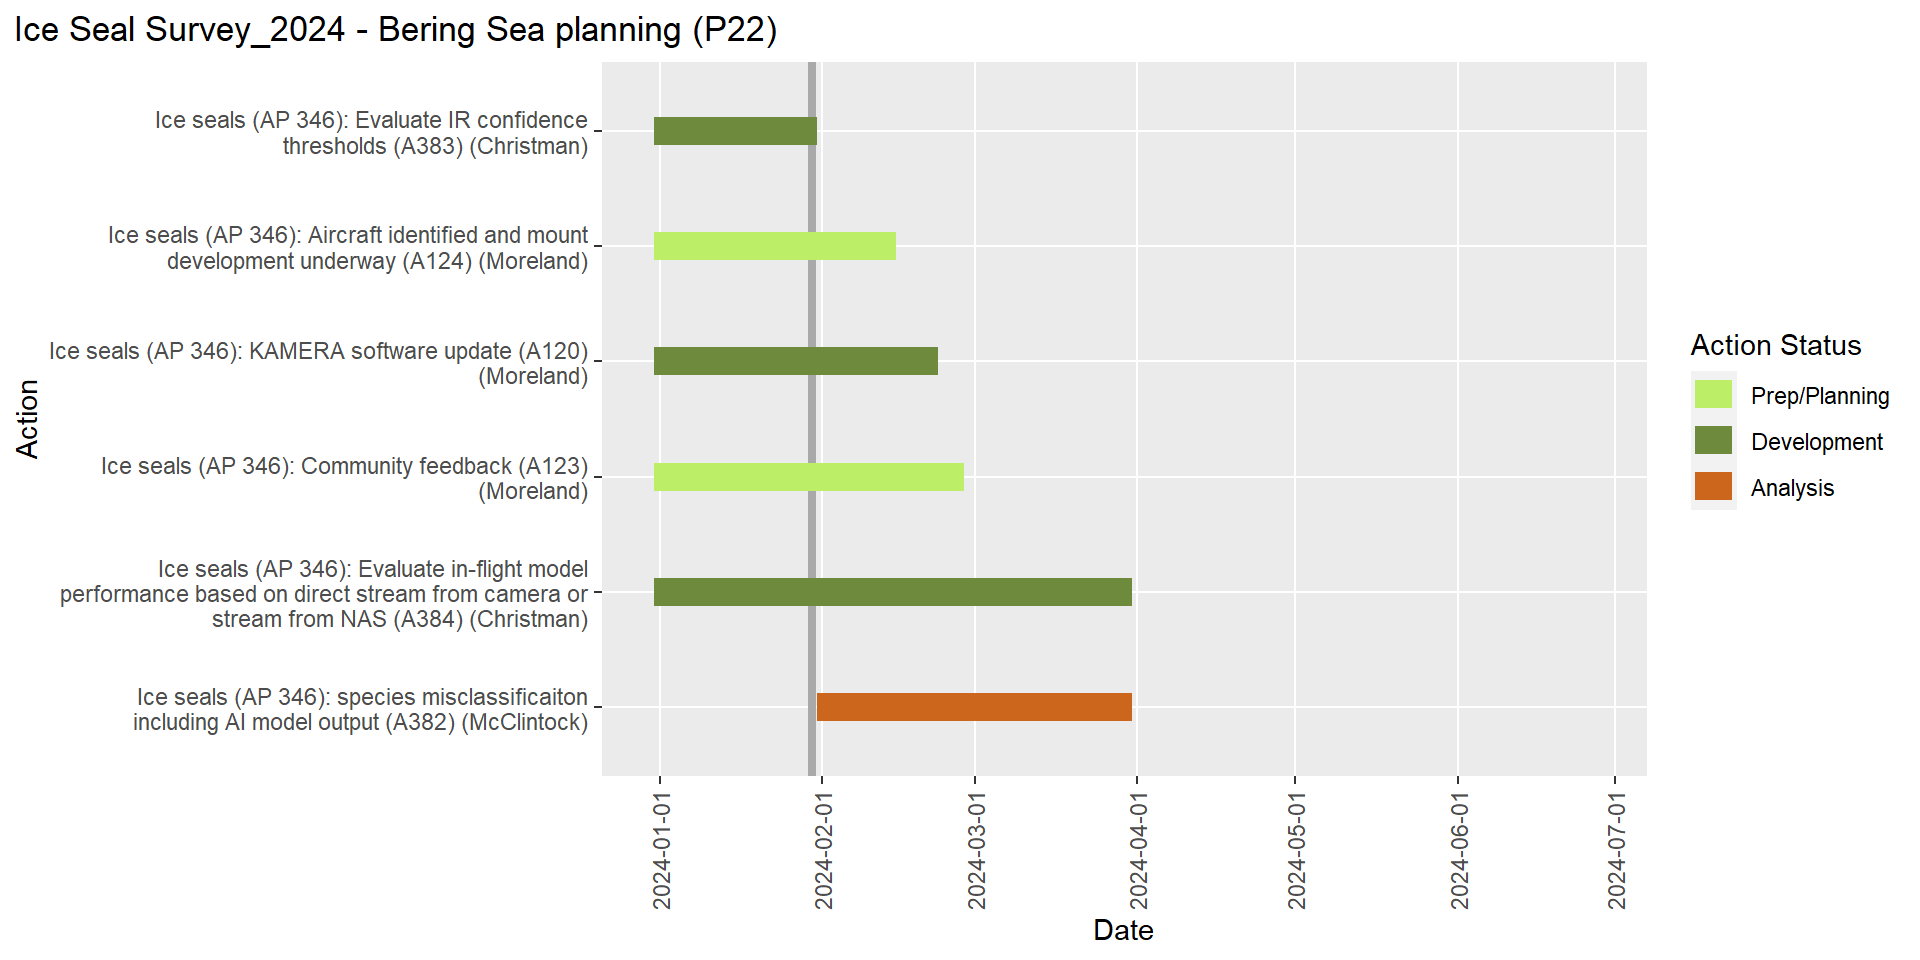 Ice Seal Survey_2024 - Bering Sea planning (P22)
Ice seals (AP 346): Evaluate IR confidence
thresholds (A383) (Christman)
Ice seals (AP 346): Aircraft identified and mount
development underway (A124) (Moreland)
Ice seals (AP 346): KAMERA software update (A120)
(Moreland)
Ice seals (AP 346): Community feedback (A123)
(Moreland)
Ice seals (AP 346): Evaluate in-flight model
performance based on direct stream from camera or
stream from NAS (A384) (Christman)
Ice seals (AP 346): species misclassificaiton
including AI model output (A382) (McClintock)
Action
2024-01-01
2024-02-01
2024-03-01
2024-04-01
2024-05-01
2024-06-01
2024-07-01
Date
Action Status
Prep/Planning
Development
Analysis